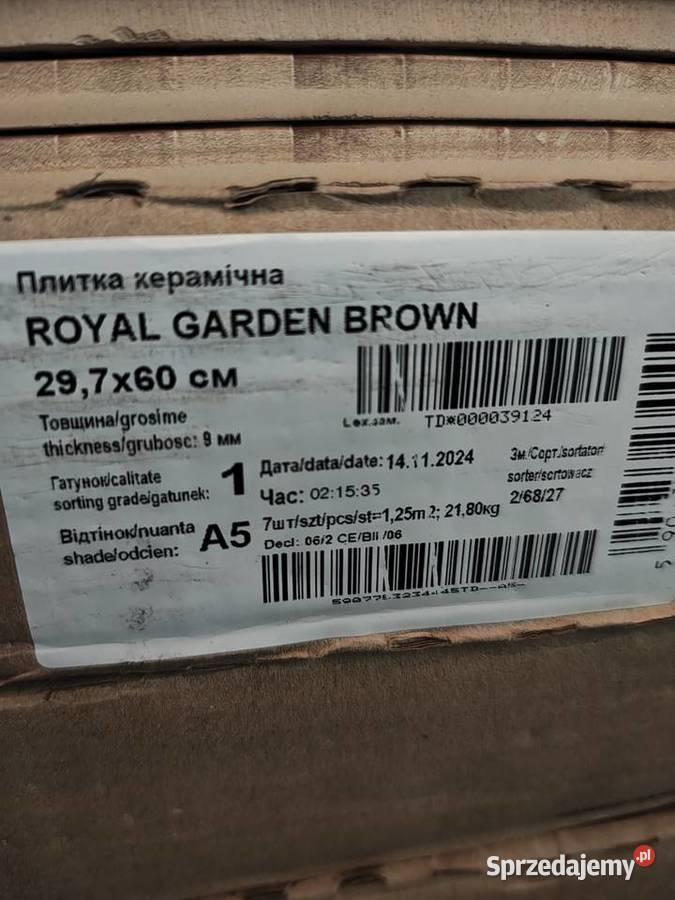 Плитка керамічна
ROYAL GARDEN BROWN
29,7x60 см
TD*000039124
Товщина/grosime
thickness/grubosc: 9 мм
Гатунок/calitate
sorting grade/gatunek: 1
Дата/data/date: 14.11.2024
Час: 02:15:35
Зм./Сорт./sortator/
sorter/sortowacz
2/68/27
Відтінок/nuanta
shade/odcien: A5
7шт/szt/pcs/st=1,25m2; 21,80кg
Decl: 06/2 CE/BII /06
Sprzedajemy.pl